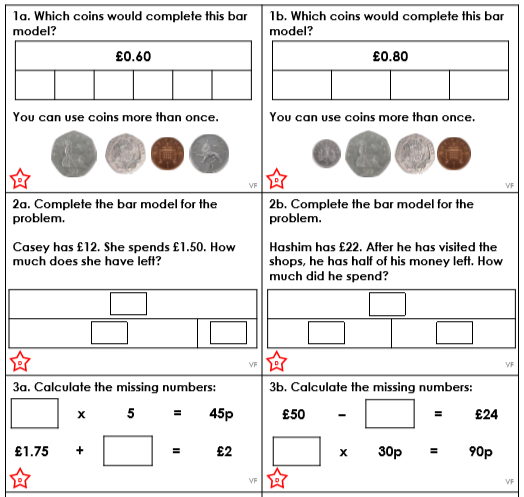 1a. Which coins would complete this bar
model?
£0.60
You can use coins more than once.
D
VF
1b. Which coins would complete this bar
model?
£0.80
You can use coins more than once.
D
VF
2a. Complete the bar model for the
problem.
Casey has £12. She spends £1.50. How
much does she have left?
D
VF
2b. Complete the bar model for the
problem.
Hashim has £22. After he has visited the
shops, he has half of his money left. How
much did he spend?
D
VF
3a. Calculate the missing numbers:
x 5 = 45p
£1.75 + = £2
D
VF
3b. Calculate the missing numbers:
£50 – = £24
x 30p = 90p
D
VF